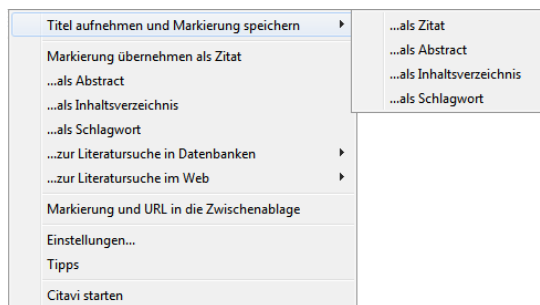 Titel aufnehmen und Markierung speichern
Markierung übernehmen als Zitat
...als Abstract
...als Inhaltsverzeichnis
...als Schlagwort
...zur Literatursuche in Datenbanken
...zur Literatursuche im Web
Markierung und URL in die Zwischenablage
Einstellungen...
Tipps
Citavi starten
...als Zitat
...als Abstract
...als Inhaltsverzeichnis
...als Schlagwort